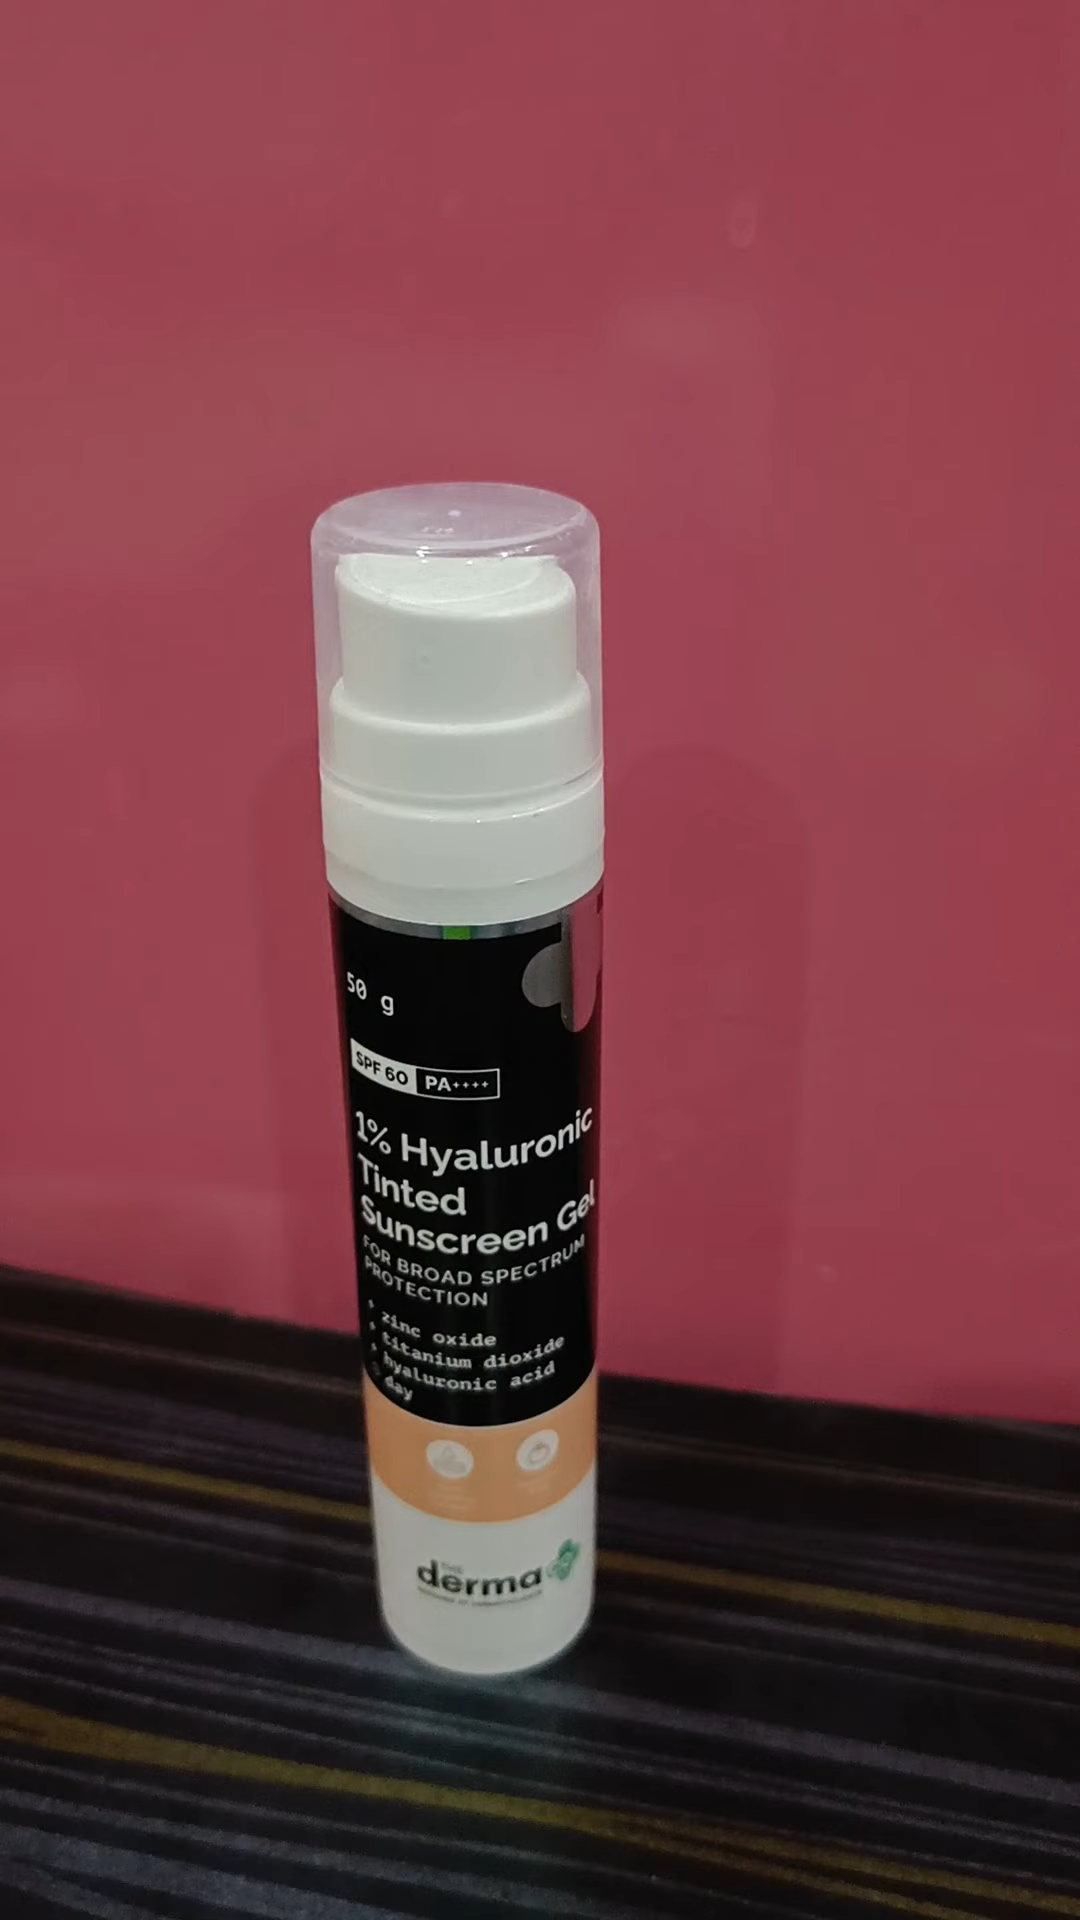 50 g
SPF 60 PA++++
1% Hyaluronic
Tinted
Sunscreen Gel
FOR BROAD SPECTRUM
PROTECTION
zinc oxide
titanium dioxide
hyaluronic acid
day
THE
derma